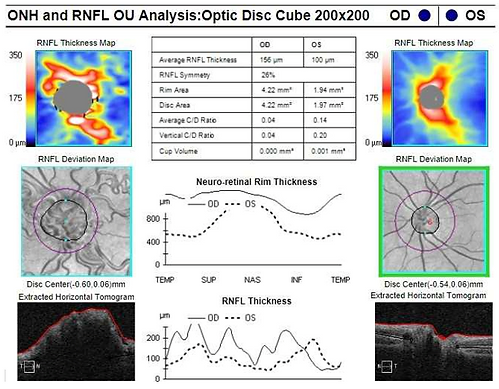 ONH and RNFL OU Analysis:Optic Disc Cube 200x200 OD OS
RNFL Thickness Map
350
175
0 µm
OD OS
Average RNFL Thickness 156 µm 100 µm
RNFL Symmetry 26%
Rim Area 4.22 mm² 1.94 mm²
Disc Area 4.22 mm² 1.97 mm²
Average C/D Ratio 0.04 0.14
Vertical C/D Ratio 0.04 0.20
Cup Volume 0.000 mm³ 0.001 mm³
RNFL Thickness Map
350
175
0 µm
RNFL Deviation Map
Disc Center(-0.60,0.06)mm
Extracted Horizontal Tomogram
T N
Neuro-retinal Rim Thickness
µm OD OS
800
400
0
TEMP SUP NAS INF TEMP
RNFL Thickness
µm OD OS
200
100
0
RNFL Deviation Map
Disc Center(-0.54,0.06)mm
Extracted Horizontal Tomogram
N T